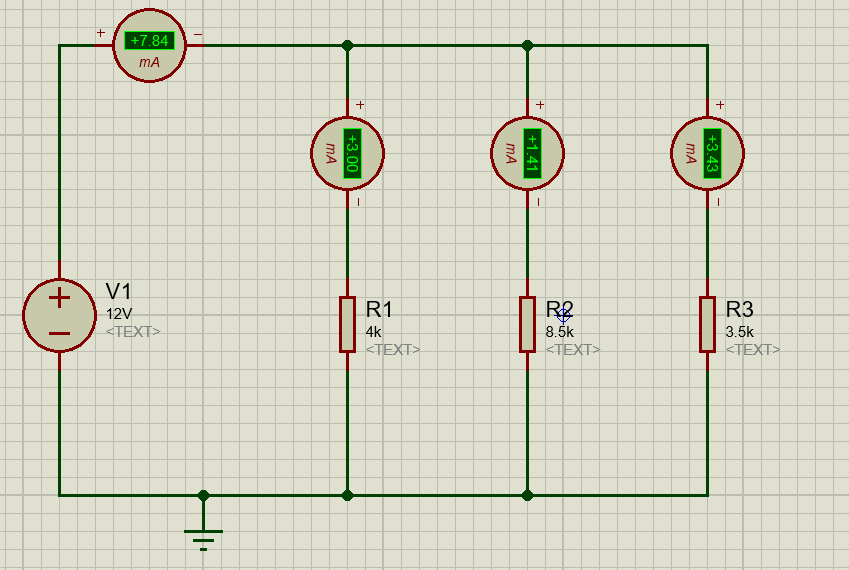 + +7.84 −
mA
+ + +
mA +3.00
mA +1.41
mA +3.43
− − −
V1
12V
<TEXT>
R1
4k
<TEXT>
R2
8.5k
<TEXT>
R3
3.5k
<TEXT>